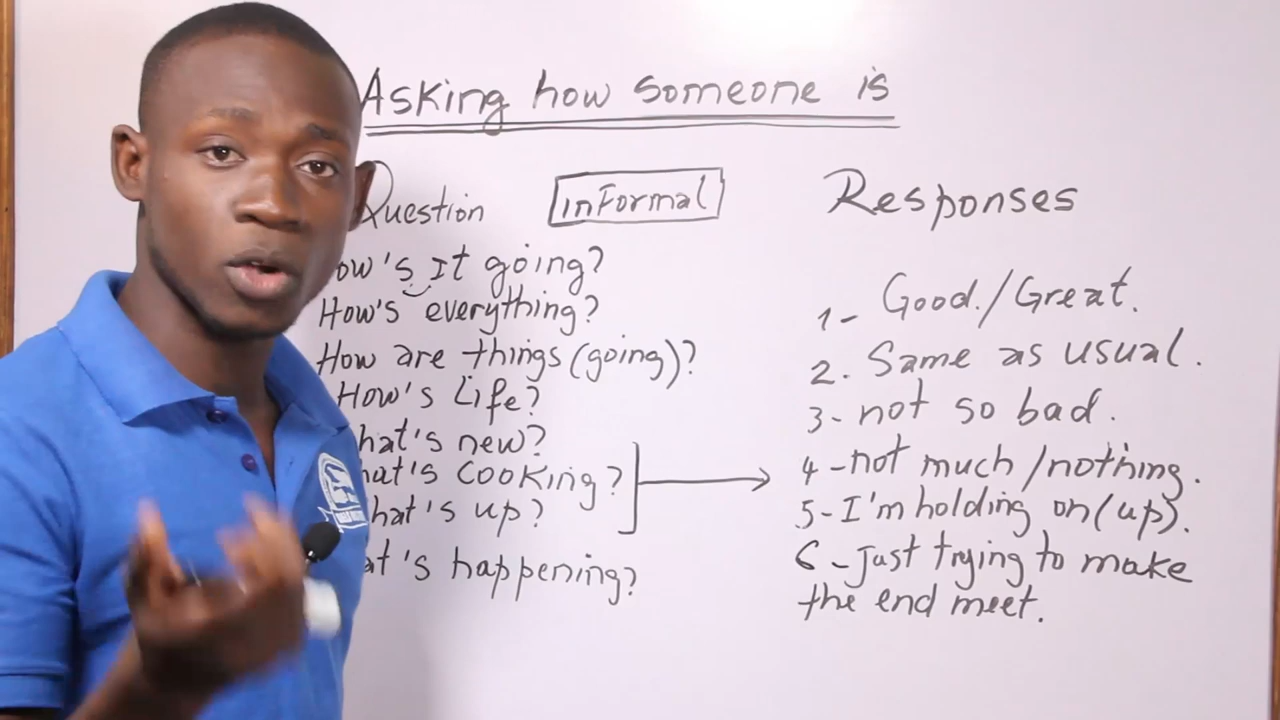 Asking how someone is
Question
informal
Responses
ow's it going?
How's everything?
How are things (going)?
How's Life?
hat's new?
hat's cooking?
hat's up?
at's happening?
1- Good./Great.
2. Same as usual.
3- not so bad.
4-not much/nothing.
5-I'm holding on(up).
6-Just trying to make
the end meet.